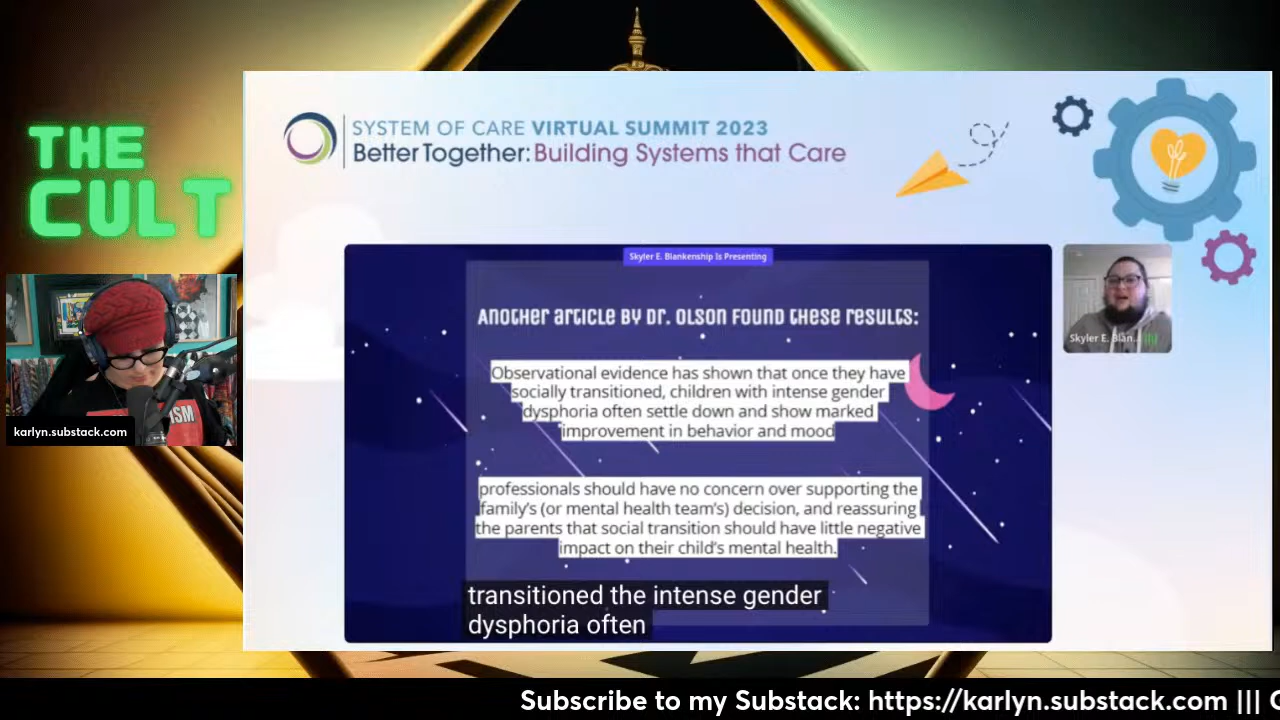 THE
CULT
karlyn.substack.com
SYSTEM OF CARE VIRTUAL SUMMIT 2023
Better Together: Building Systems that Care
Skyler E. Blankenship Is Presenting
Another article by Dr. Olson found these results:
Observational evidence has shown that once they have
socially transitioned, children with intense gender
dysphoria often settle down and show marked
improvement in behavior and mood
professionals should have no concern over supporting the
family's (or mental health team's) decision, and reassuring
the parents that social transition should have little negative
impact on their child's mental health.
transitioned the intense gender
dysphoria often
Skyler E. Blan...
Subscribe to my Substack: https://karlyn.substack.com |||